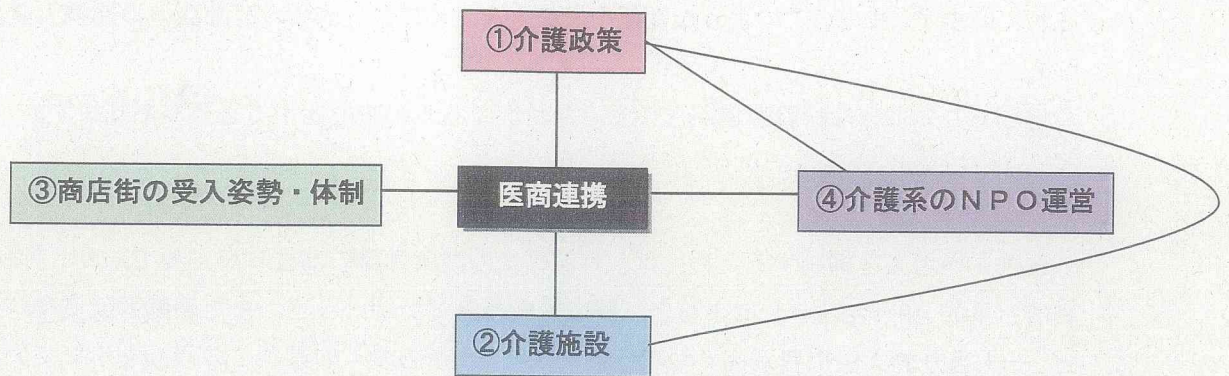 ①介護政策
③商店街の受入姿勢・体制
医商連携
④介護系のＮＰＯ運営
②介護施設